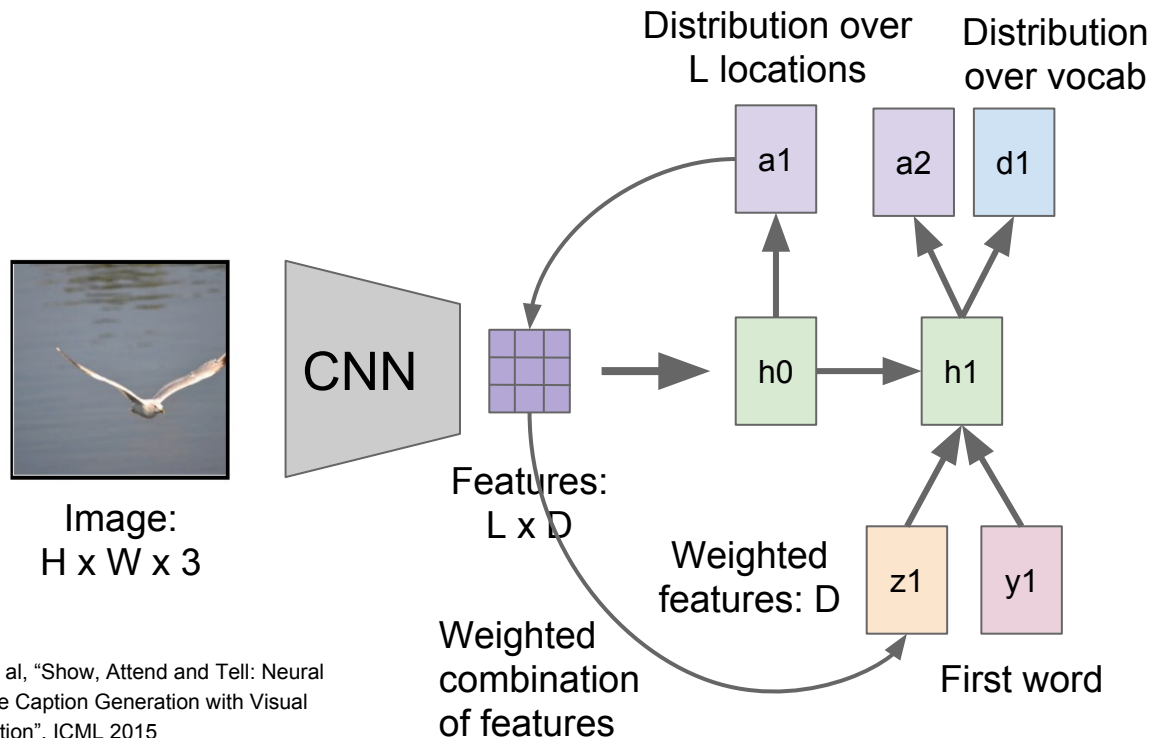 Distribution over
L locations
Distribution
over vocab
a1
a2
d1
CNN
h0
h1
Image:
H x W x 3
Features:
L x D
Weighted
features: D
z1
y1
First word
Weighted
combination
of features
al, “Show, Attend and Tell: Neural
e Caption Generation with Visual
tion”, ICML 2015